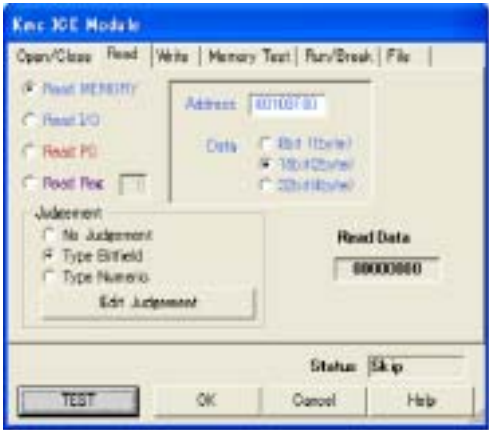 Kmc ICE Module
Open/Close Read Write Memory Test Run/Break File
Read MEMORY
Read I/O
Read PC
Read Reg
Address
Data
8bit (1byte)
16bit(2byte)
32bit(4byte)
Judgement
No Judgement
Type Bitfield
Type Numeric
Edit Judgement
Read Data
00000000
Status Skip
TEST OK Cancel Help